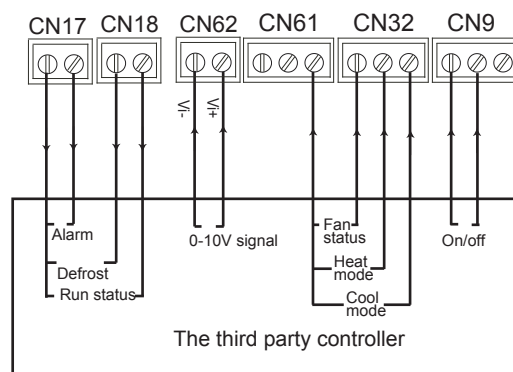 CN17 CN18 CN62 CN61 CN32 CN9
Vi- Vi+
Alarm
Defrost
Run status
0-10V signal
Fan
status
Heat
mode
Cool
mode
On/off
The third party controller